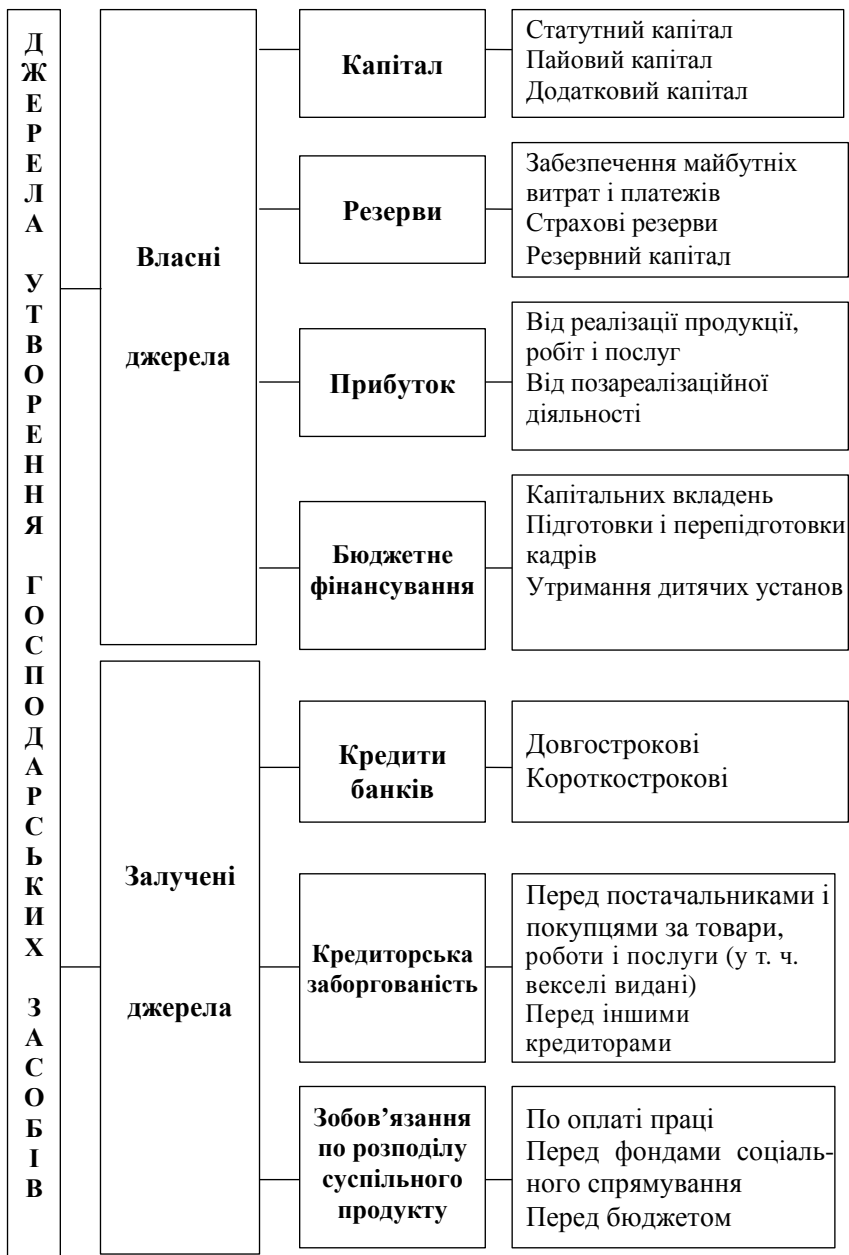 ДЖЕРЕЛА УТВОРЕННЯ ГОСПОДАРСЬКИХ ЗАСОБІВ
Власні
джерела
Капітал
Статутний капітал
Пайовий капітал
Додатковий капітал
Резерви
Забезпечення майбутніх
витрат і платежів
Страхові резерви
Резервний капітал
Прибуток
Від реалізації продукції,
робіт і послуг
Від позареалізаційної
діяльності
Бюджетне
фінансування
Капітальних вкладень
Підготовки і перепідготовки
кадрів
Утримання дитячих установ
Залучені
джерела
Кредити
банків
Довгострокові
Короткострокові
Кредиторська
заборгованість
Перед постачальниками і
покупцями за товари,
роботи і послуги (у т. ч.
векселі видані)
Перед іншими
кредиторами
Зобов’язання
по розподілу
суспільного
продукту
По оплаті праці
Перед фондами соціаль-
ного спрямування
Перед бюджетом